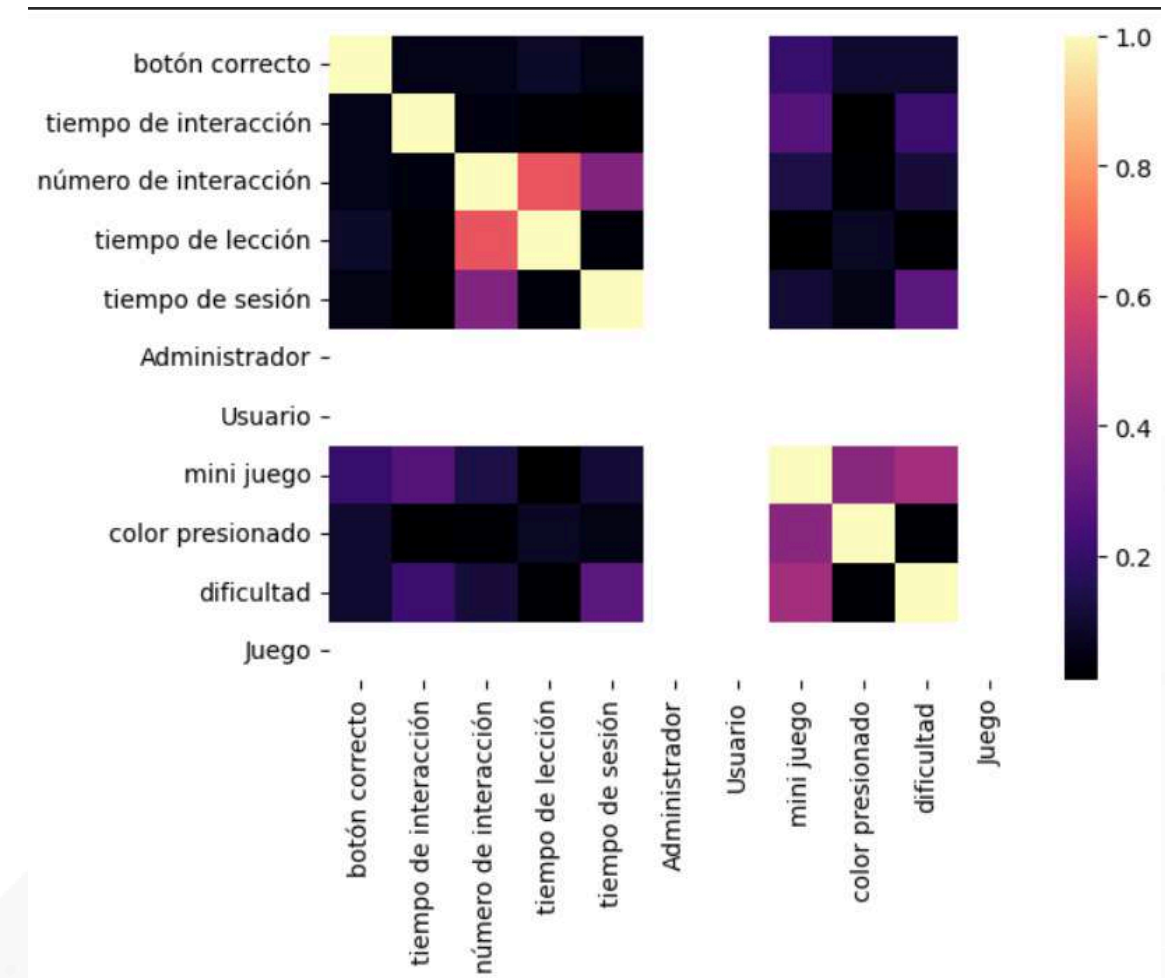 botón correcto
tiempo de interacción
número de interacción
tiempo de lección
tiempo de sesión
Administrador
Usuario
mini juego
color presionado
dificultad
Juego
botón correcto
tiempo de interacción
número de interacción
tiempo de lección
tiempo de sesión
Administrador
Usuario
mini juego
color presionado
dificultad
Juego
1.0
0.8
0.6
0.4
0.2